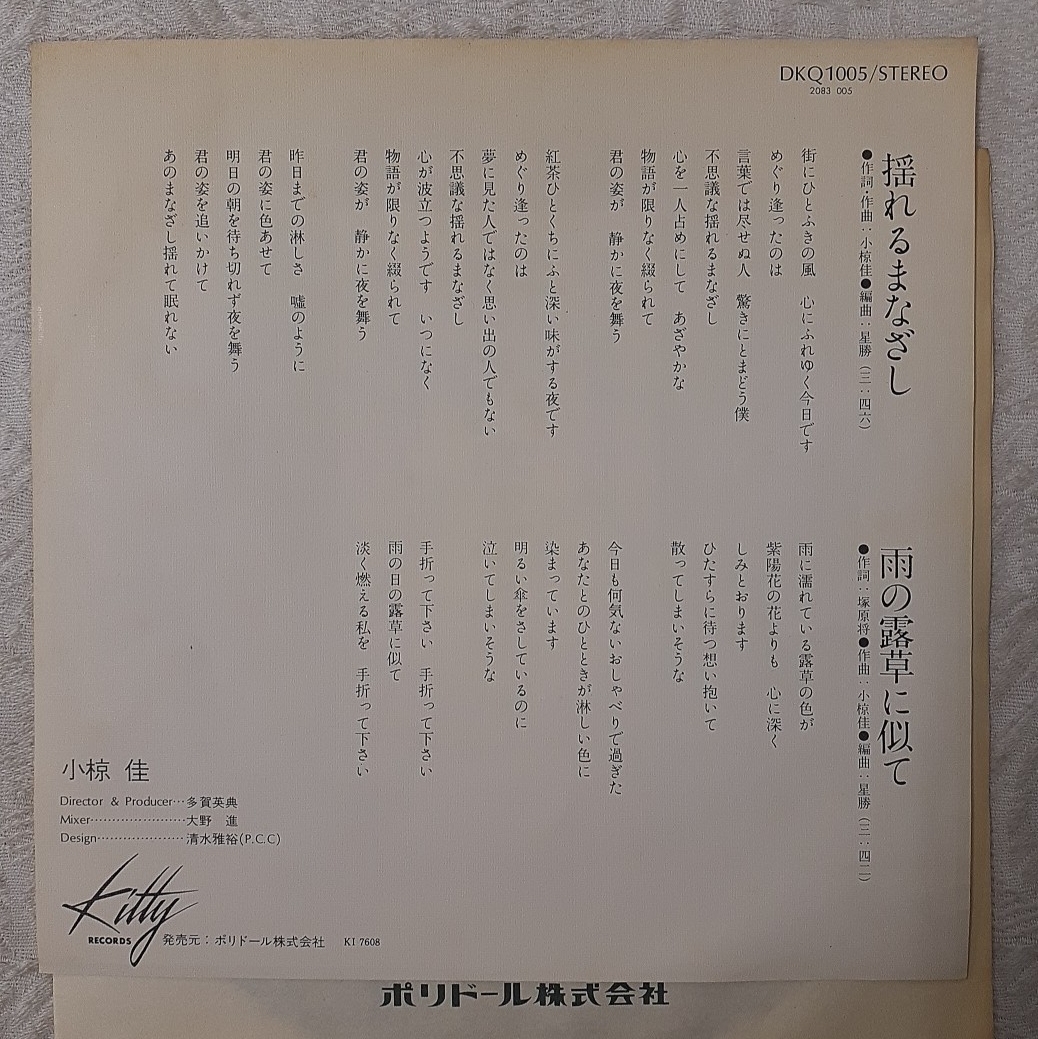 DKQ1005/STEREO
2083 005
揺れるまなざし
●作詞・作曲：小椋佳●編曲：星勝（三：四六）
街にひとふきの風　心にふれゆく今日です
めぐり逢ったのは
言葉では尽せぬ人　驚きにとまどう僕
不思議な揺れるまなざし
心を一人占めにして　あざやかな
物語が限りなく綴られて
君の姿が　静かに夜を舞う
紅茶ひとくちにふと深い味がする夜です
めぐり逢ったのは
夢に見た人ではなく思い出の人でもない
不思議な揺れるまなざし
心が波立つようです　いつになく
物語が限りなく綴られて
君の姿が　静かに夜を舞う
昨日までの淋しさ　嘘のように
君の姿に色あせて
明日の朝を待ち切れず夜を舞う
君の姿を追いかけて
あのまなざし揺れて眠れない
雨の露草に似て
●作詞：塚原将●作曲：小椋佳●編曲：星勝（三：四二）
雨に濡れている露草の色が
紫陽花の花よりも　心に深く
しみとおります
ひたすらに待つ想い抱いて
散ってしまいそうな
今日も何気ないおしゃべりで過ぎた
あなたとのひとときが淋しい色に
染まっています
明るい傘をさしているのに
泣いてしまいそうな
手折って下さい　手折って下さい
雨の日の露草に似て
淡く燃える私を　手折って下さい
小椋 佳
Director & Producer…多賀英典
Mixer……………………大野　進
Design…………………清水雅裕(P.C.C)
Kitty
RECORDS
発売元：ポリドール株式会社　KI 7608
ポリドール株式会社